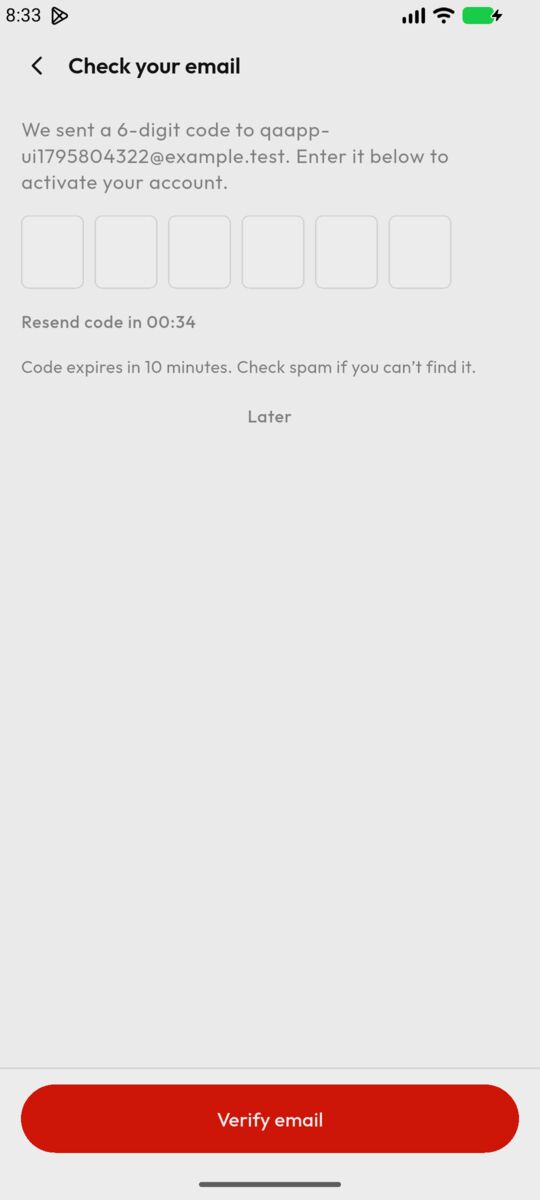 8:33
Check your email
We sent a 6-digit code to qaapp-
ui1795804322@example.test. Enter it below to
activate your account.
Resend code in 00:34
Code expires in 10 minutes. Check spam if you can’t find it.
Later
Verify email